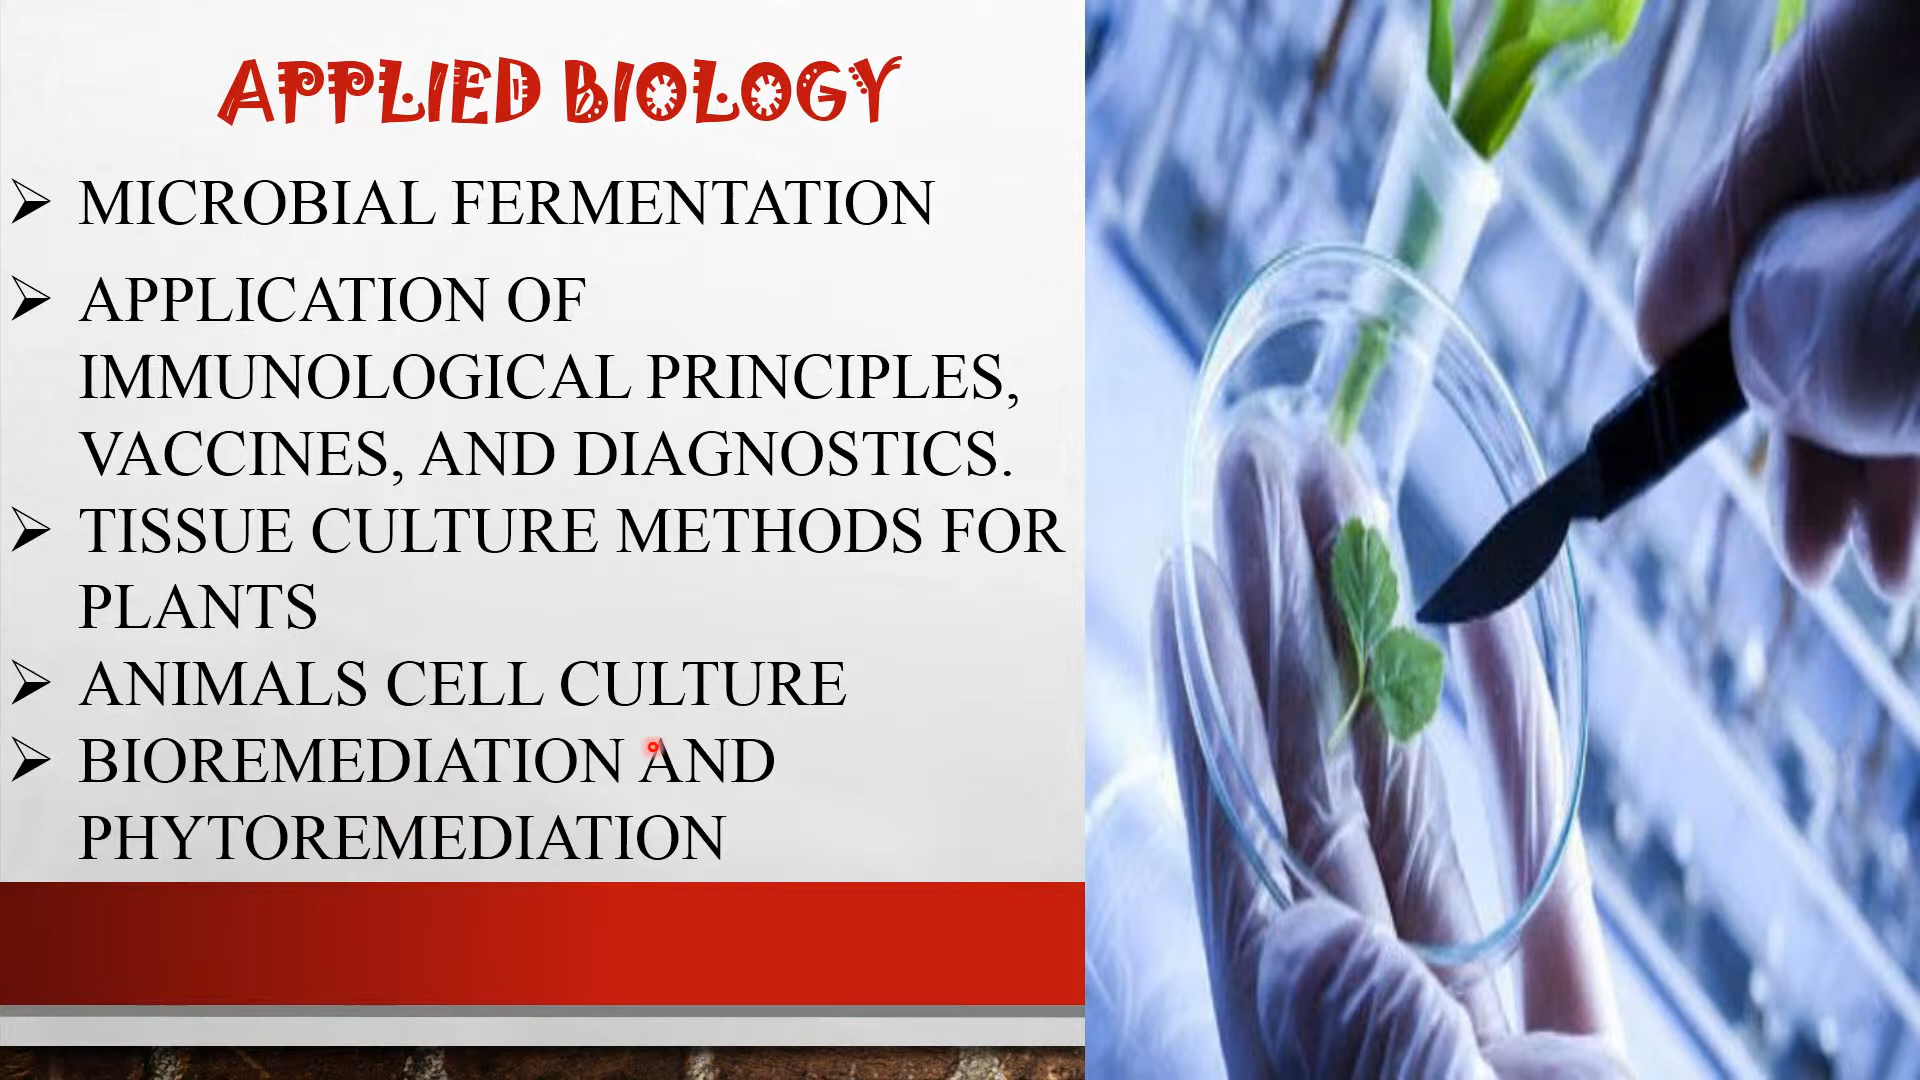 APPLIED BIOLOGY
MICROBIAL FERMENTATION
APPLICATION OF
IMMUNOLOGICAL PRINCIPLES,
VACCINES, AND DIAGNOSTICS.
TISSUE CULTURE METHODS FOR
PLANTS
ANIMALS CELL CULTURE
BIOREMEDIATION AND
PHYTOREMEDIATION